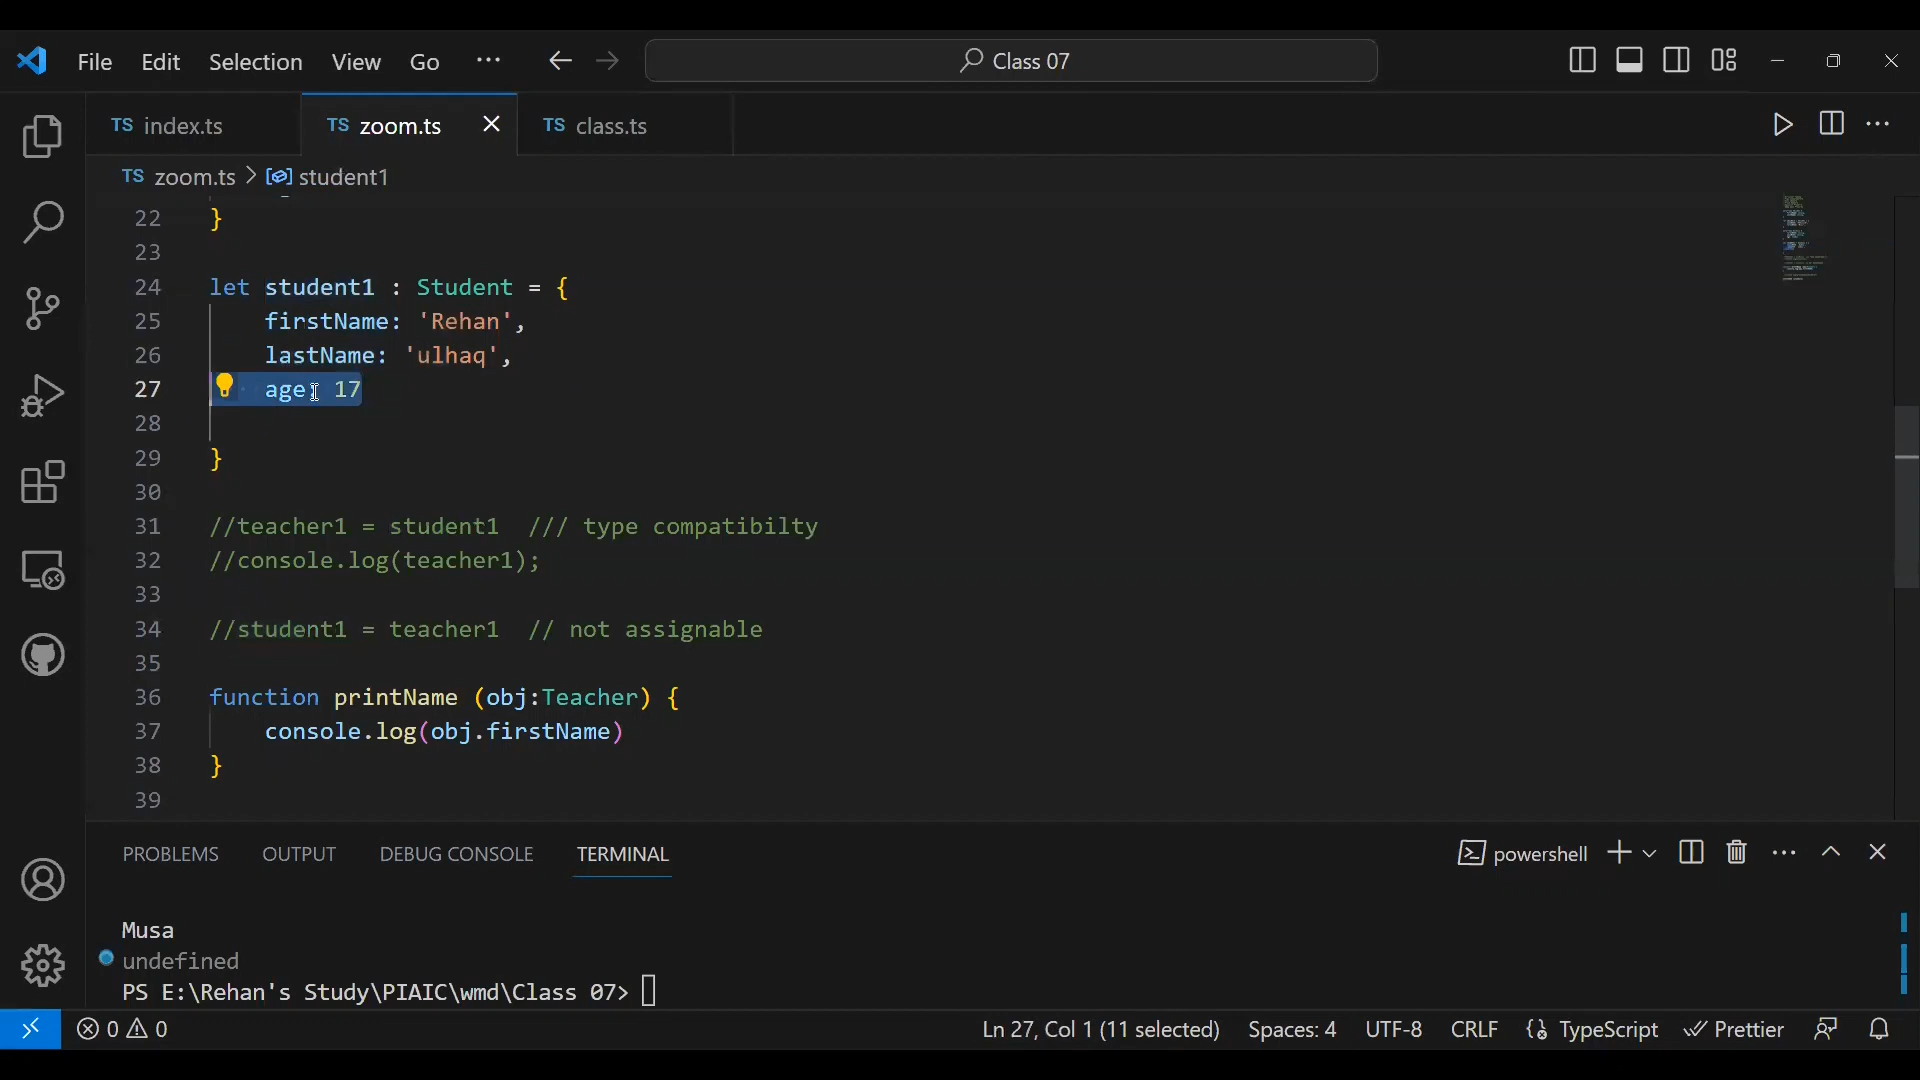 File Edit Selection View Go ··· Class 07
TS index.ts TS zoom.ts TS class.ts
TS zoom.ts > student1
22 }
23
24 let student1 : Student = {
25 firstName: 'Rehan',
26 lastName: 'ulhaq',
27 age: 17
28
29 }
30
31 //teacher1 = student1 /// type compatibilty
32 //console.log(teacher1);
33
34 //student1 = teacher1 // not assignable
35
36 function printName (obj:Teacher) {
37 console.log(obj.firstName)
38 }
39
PROBLEMS OUTPUT DEBUG CONSOLE TERMINAL powershell
Musa
undefined
PS E:\Rehan's Study\PIAIC\wmd\Class 07>
0 0 Ln 27, Col 1 (11 selected) Spaces: 4 UTF-8 CRLF {} TypeScript Prettier